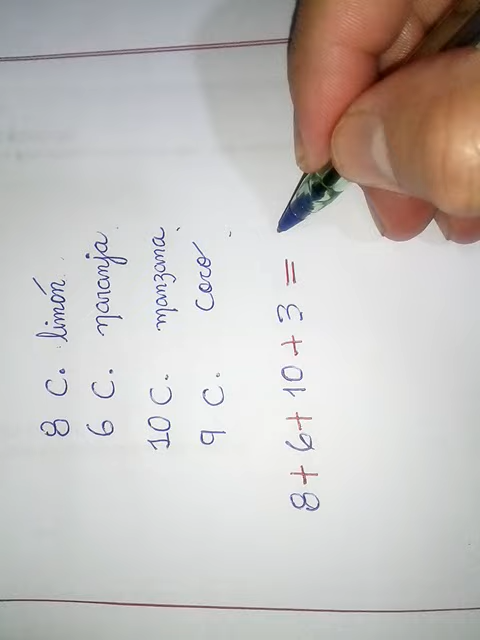 8 C. limón
6 C. naranja
10 C. manzana
9 C. coco
8+6+10+3=